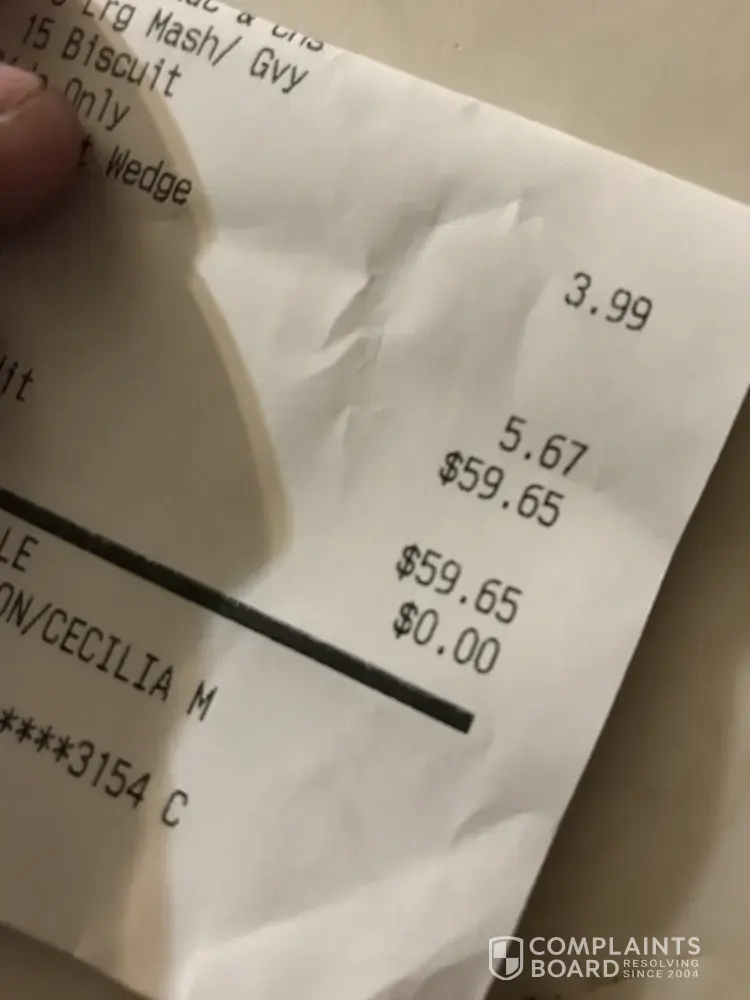 Lrg Mash/ Gvy
15 Biscuit
Only
Wedge
3.99
5.67
$59.65
$59.65
$0.00
LE
ON/CECILIA M
****3154 C
COMPLAINTS
BOARD RESOLVING
SINCE 2004